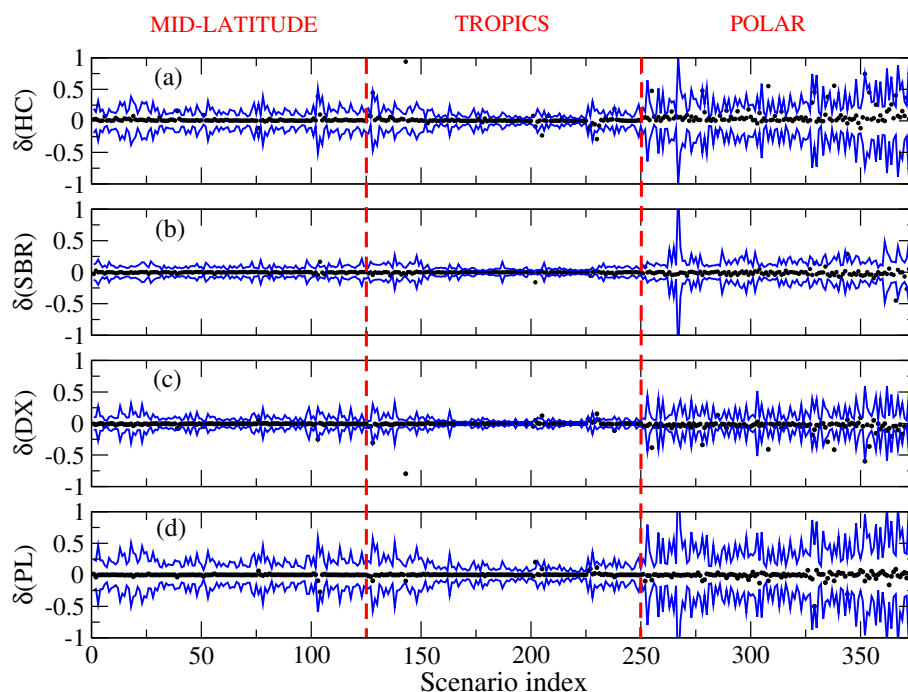 MID-LATITUDE TROPICS POLAR
1
0.5
0
-0.5
-1
δ(HC)
(a)
1
0.5
0
-0.5
-1
δ(SBR)
(b)
1
0.5
0
-0.5
-1
δ(DX)
(c)
1
0.5
0
-0.5
-1
δ(PL)
(d)
0 50 100 150 200 250 300 350
Scenario index